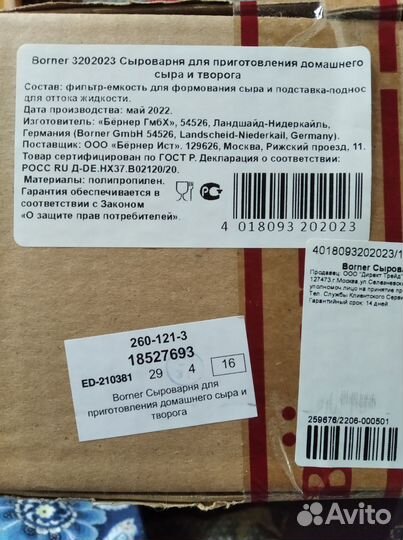 Borner 3202023 Сыроварня для приготовления домашнего
сыра и творога
Состав: фильтр-емкость для формования сыра и подставка-поднос
для оттока жидкости.
Дата производства: май 2022.
Изготовитель: «Бёрнер ГмбХ», 54526, Ландшайд-Нидеркайль,
Германия (Borner GmbH 54526, Landscheid-Niederkail, Germany).
Поставщик: ООО «Бёрнер Ист». 129626, Москва, Рижский проезд. 11.
Товар сертифицирован по ГОСТ Р. Декларация о соответствии:
РОСС RU Д-DE.НХ37.В02120/20.
Материалы: полипропилен.
Гарантия обеспечивается в
соответствии с Законом
«О защите прав потребителей».
4 018093 202023
4018093202023/1
Borner Сыров
Продавец: ООО "Директ Трейд"
127473,г.Москва,ул.Селезневск
уполномоч.лицо на принятие пр
Тел. Службы Клиентского Серви
Гарантийный срок: 14 дней
259676/2206-000501
260-121-3
18527693
ED-210381 29 4 16
Borner Сыроварня для
приготовления домашнего сыра и
творога
Avito